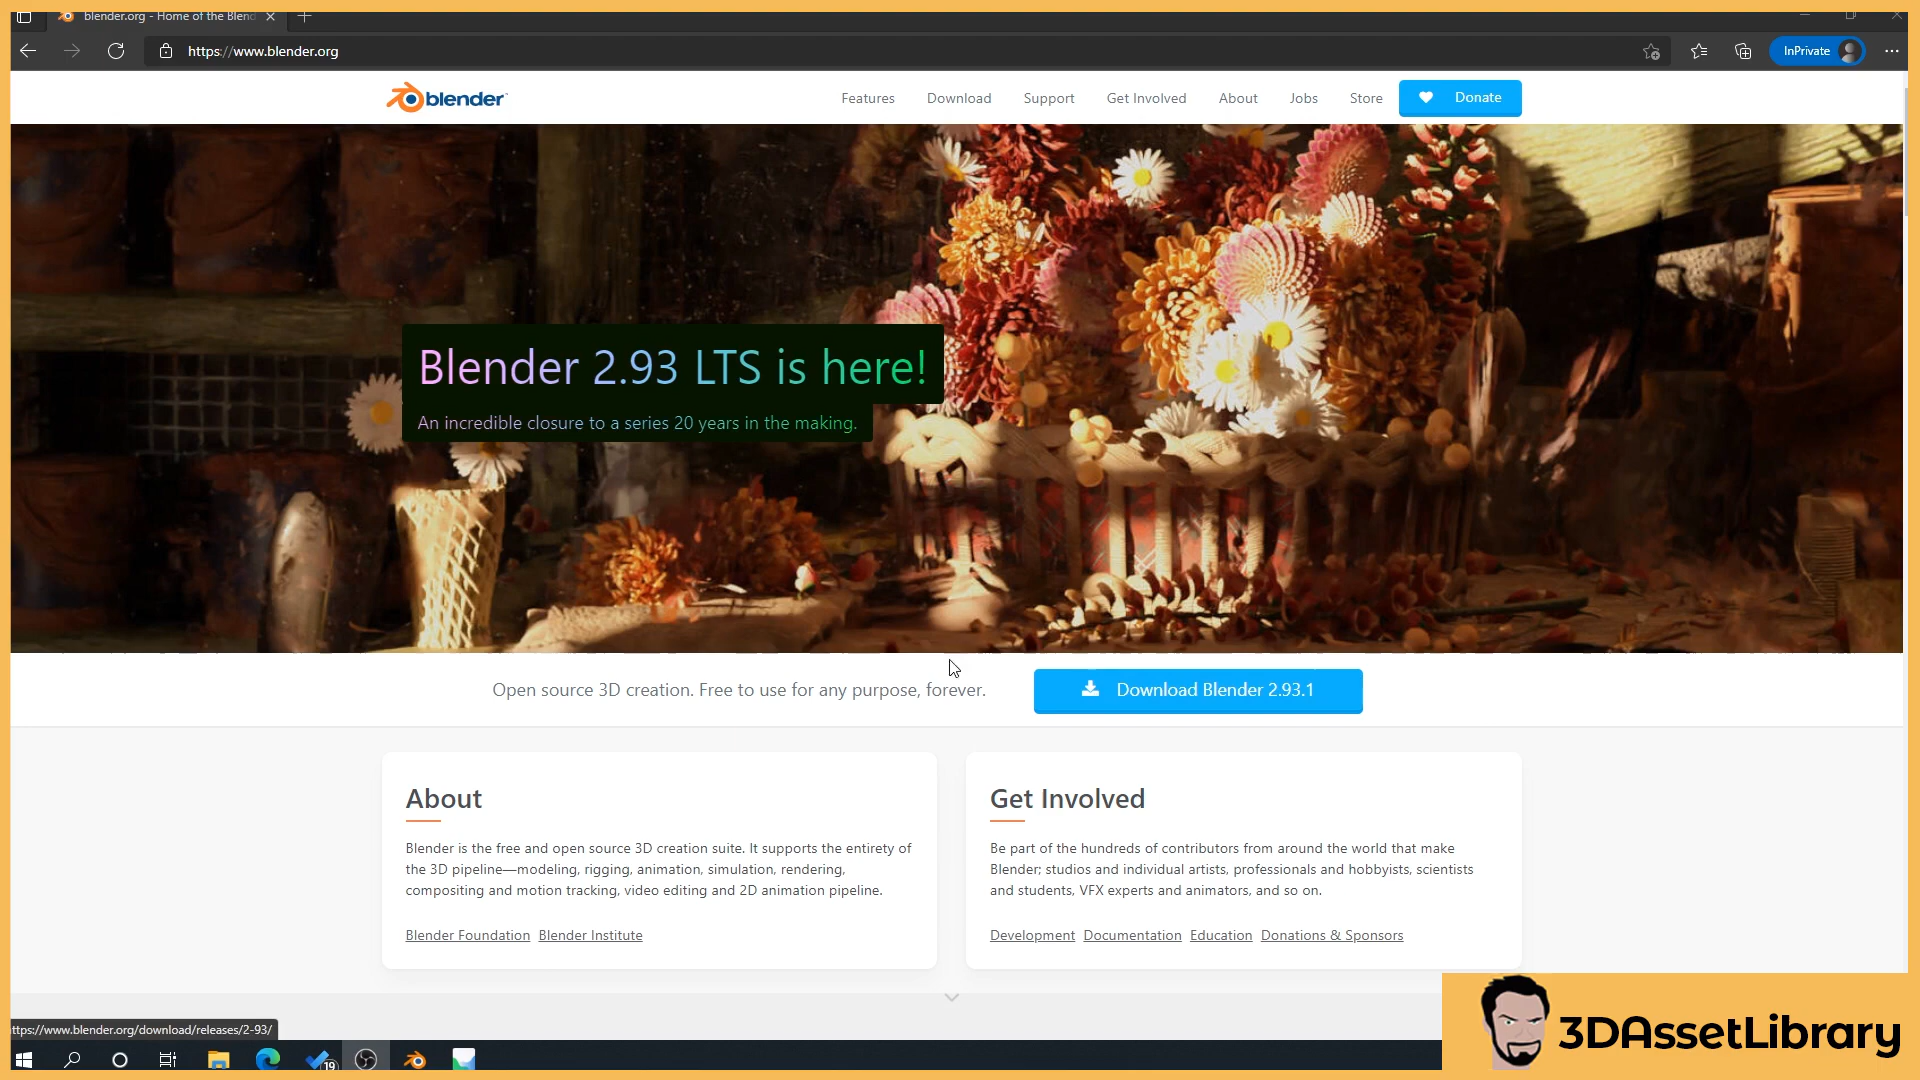 blender.org - Home of the Blend
https://www.blender.org
InPrivate
blender
Features Download Support Get Involved About Jobs Store Donate
Blender 2.93 LTS is here!
An incredible closure to a series 20 years in the making.
Open source 3D creation. Free to use for any purpose, forever.
Download Blender 2.93.1
About
Blender is the free and open source 3D creation suite. It supports the entirety of
the 3D pipeline—modeling, rigging, animation, simulation, rendering,
compositing and motion tracking, video editing and 2D animation pipeline.
Blender Foundation Blender Institute
Get Involved
Be part of the hundreds of contributors from around the world that make
Blender; studios and individual artists, professionals and hobbyists, scientists
and students, VFX experts and animators, and so on.
Development Documentation Education Donations & Sponsors
ttps://www.blender.org/download/releases/2-93/
19
3DAssetLibrary